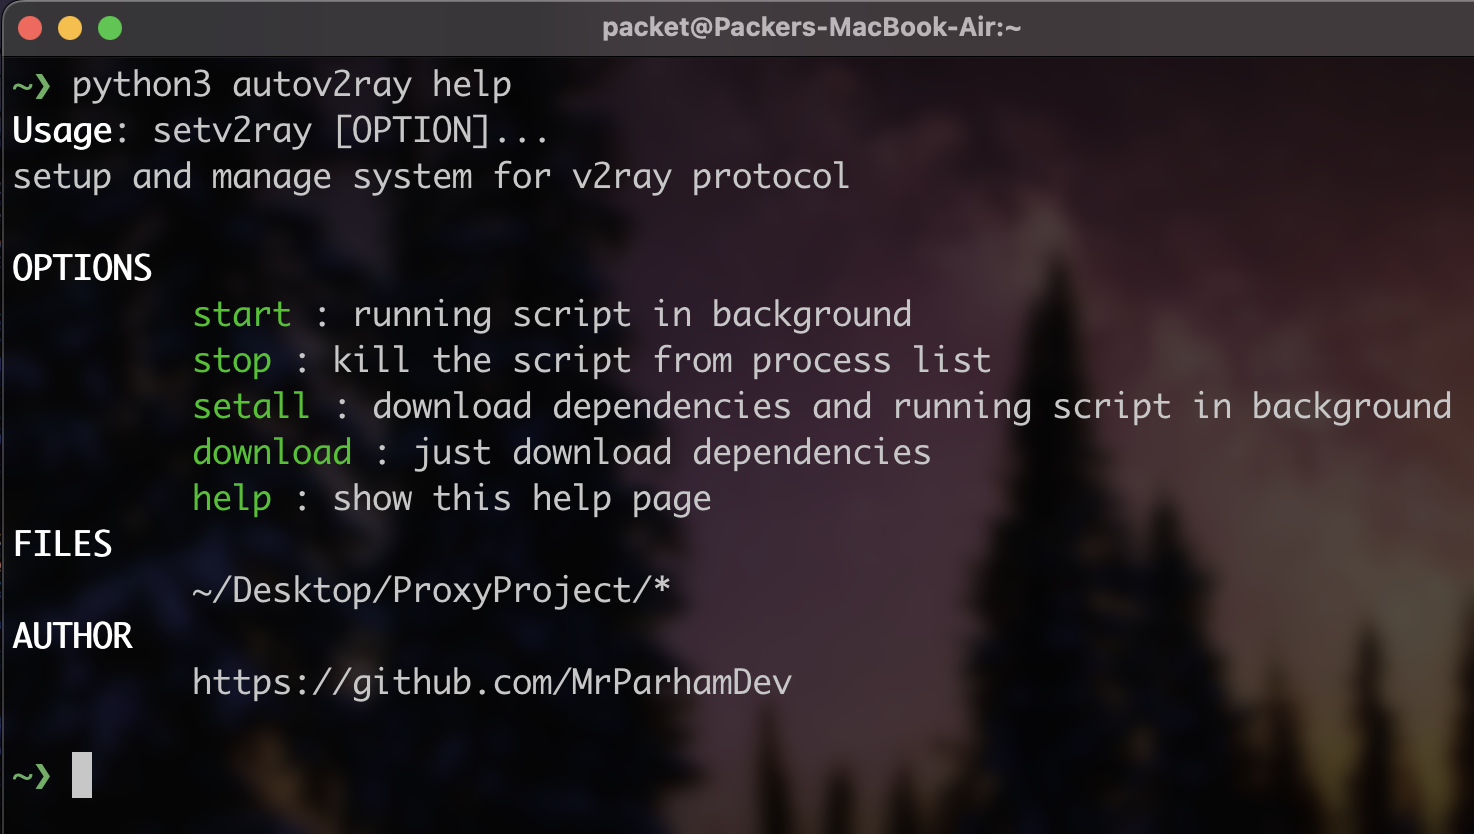 packet@Packers-MacBook-Air:~
~❯ python3 autov2ray help
Usage: setv2ray [OPTION]...
setup and manage system for v2ray protocol
OPTIONS
start : running script in background
stop : kill the script from process list
setall : download dependencies and running script in background
download : just download dependencies
help : show this help page
FILES
~/Desktop/ProxyProject/*
AUTHOR
https://github.com/MrParhamDev
~❯